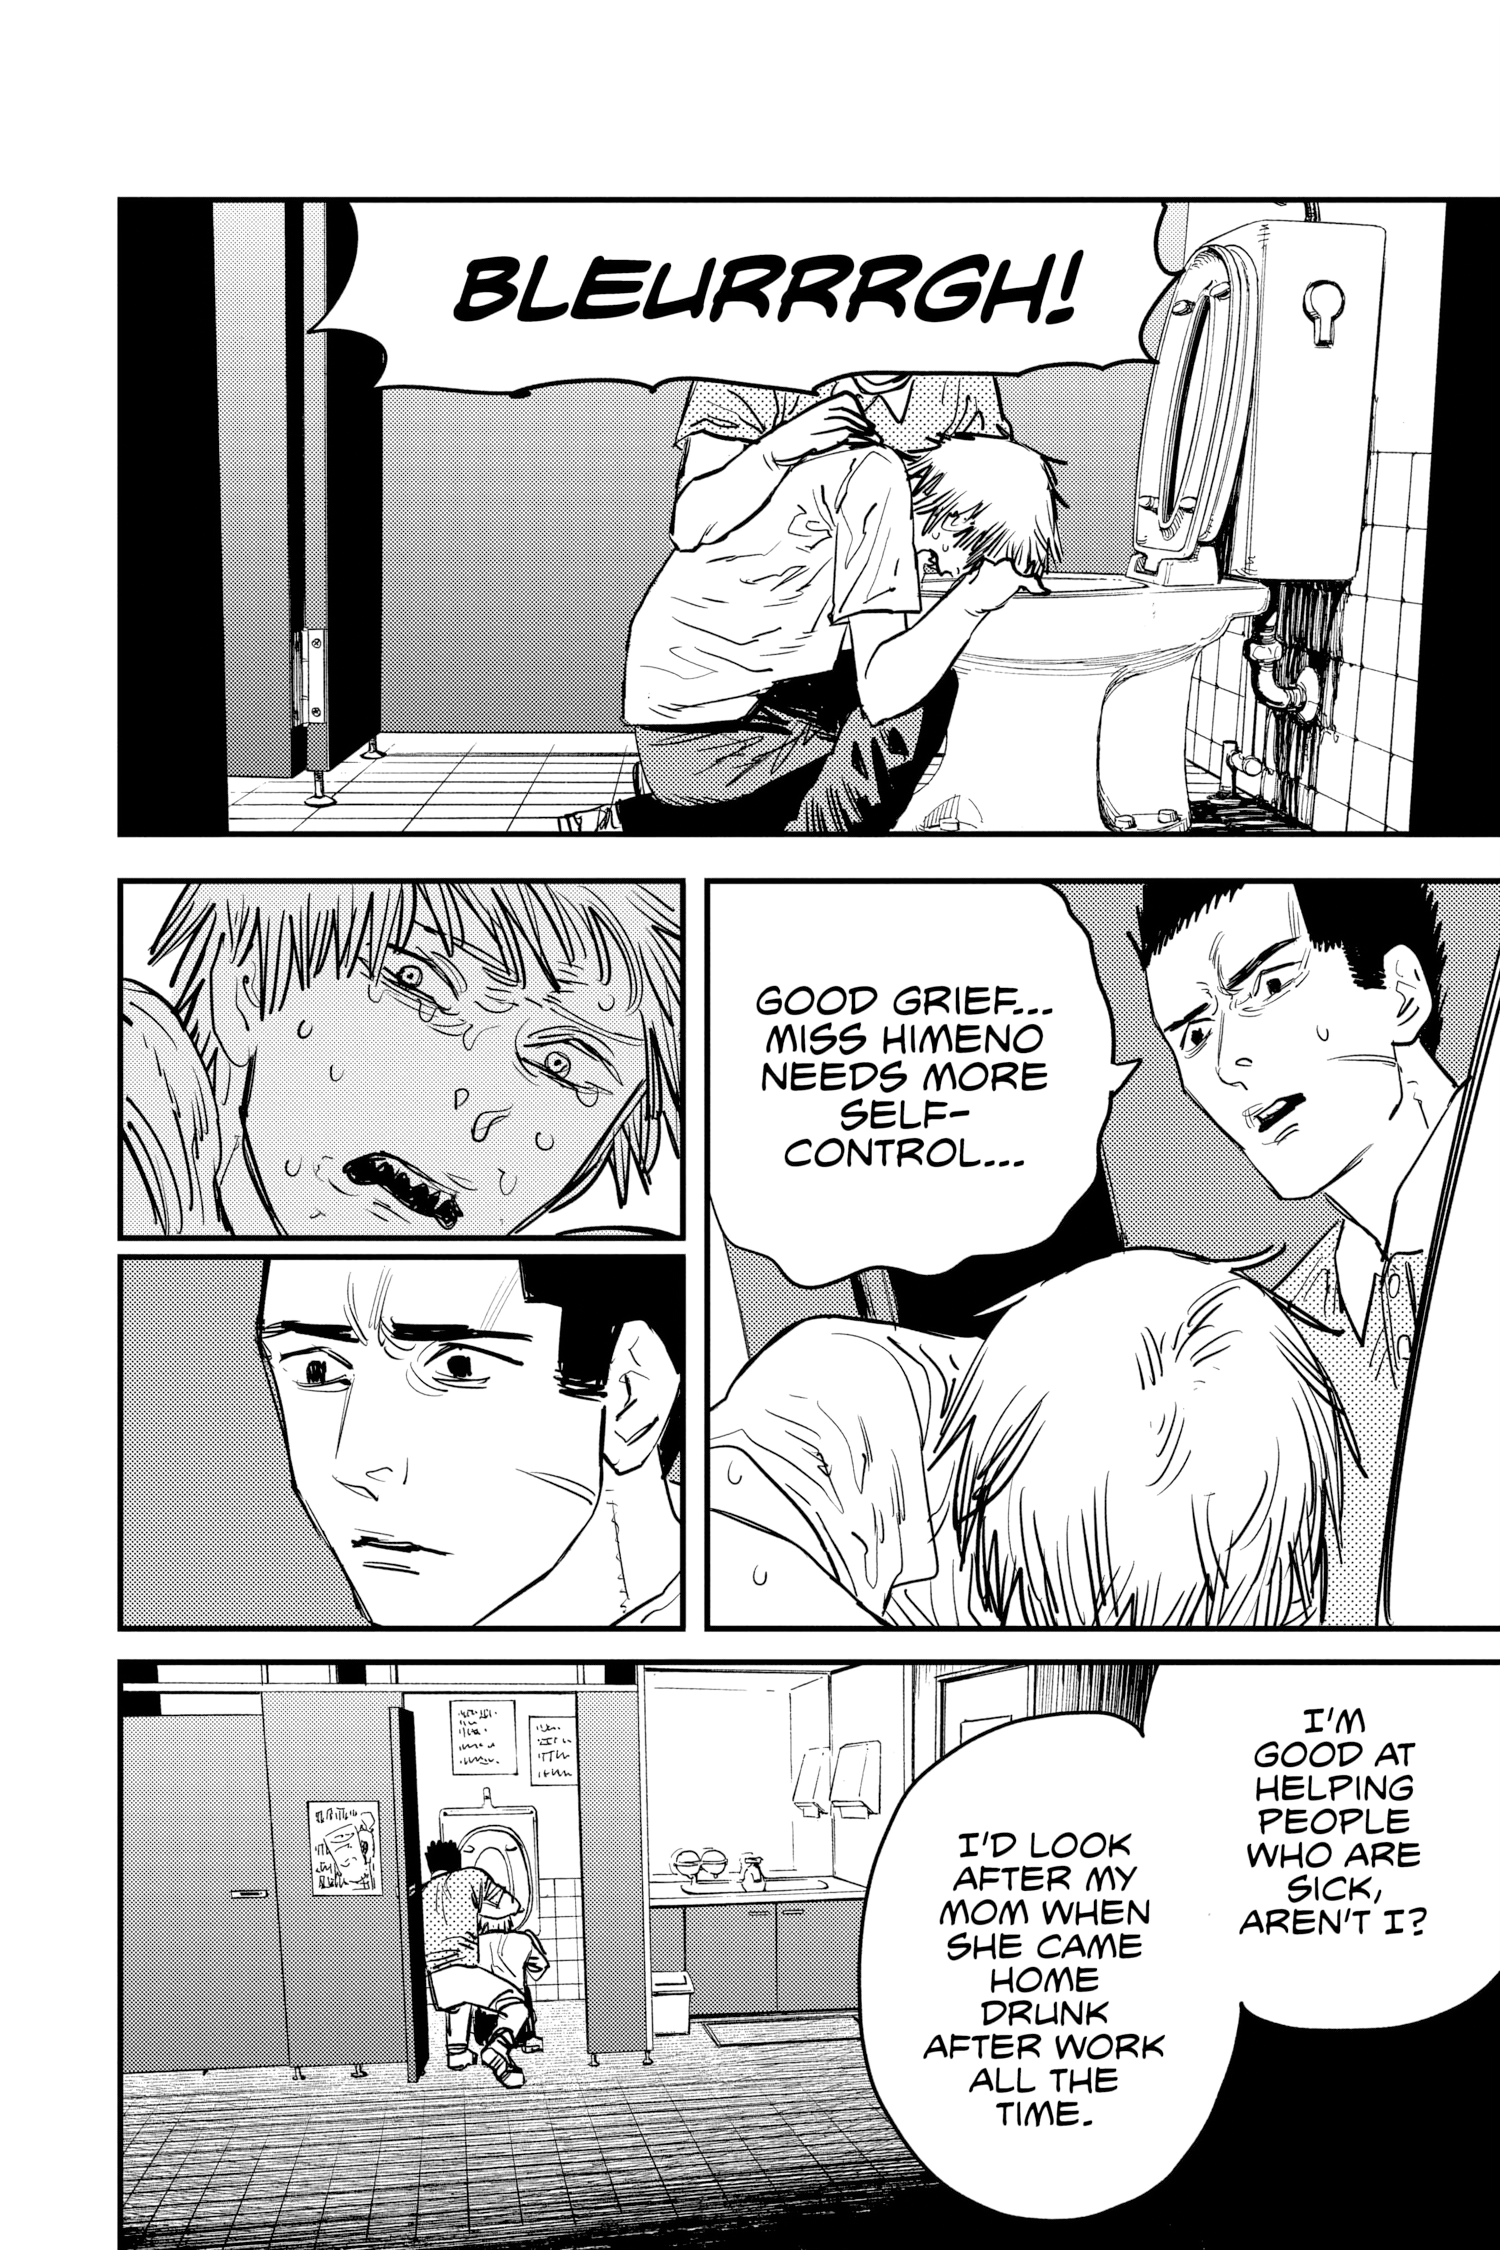 BLEURRRGH!
GOOD GRIEF...
MISS HIMENO
NEEDS MORE
SELF-
CONTROL...
I'M
GOOD AT
HELPING
PEOPLE
WHO ARE
SICK,
AREN'T I?
I'D LOOK
AFTER MY
MOM WHEN
SHE CAME
HOME
DRUNK
AFTER WORK
ALL THE
TIME.